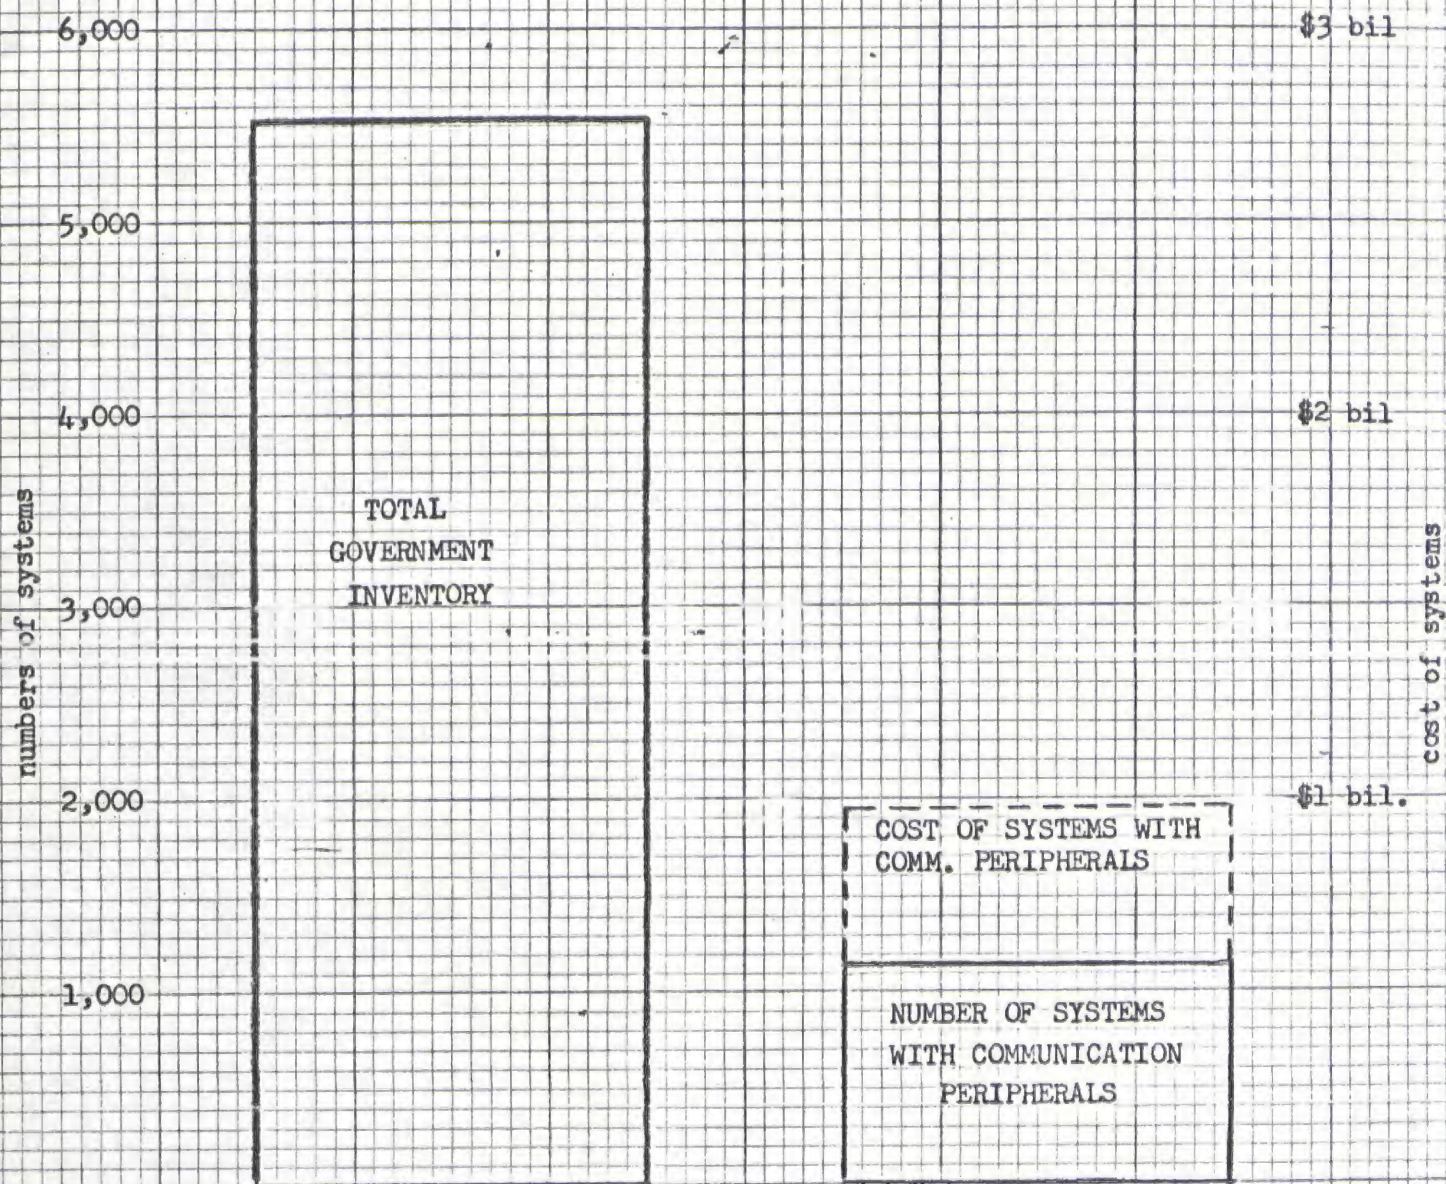 6,000
$3 bil
5,000
4,000
$2 bil
TOTAL
GOVERNMENT
INVENTORY
3,000
numbers of systems
cost of systems
2,000
$1 bil.
COST OF SYSTEMS WITH
COMM. PERIPHERALS
1,000
NUMBER OF SYSTEMS
WITH COMMUNICATION
PERIPHERALS